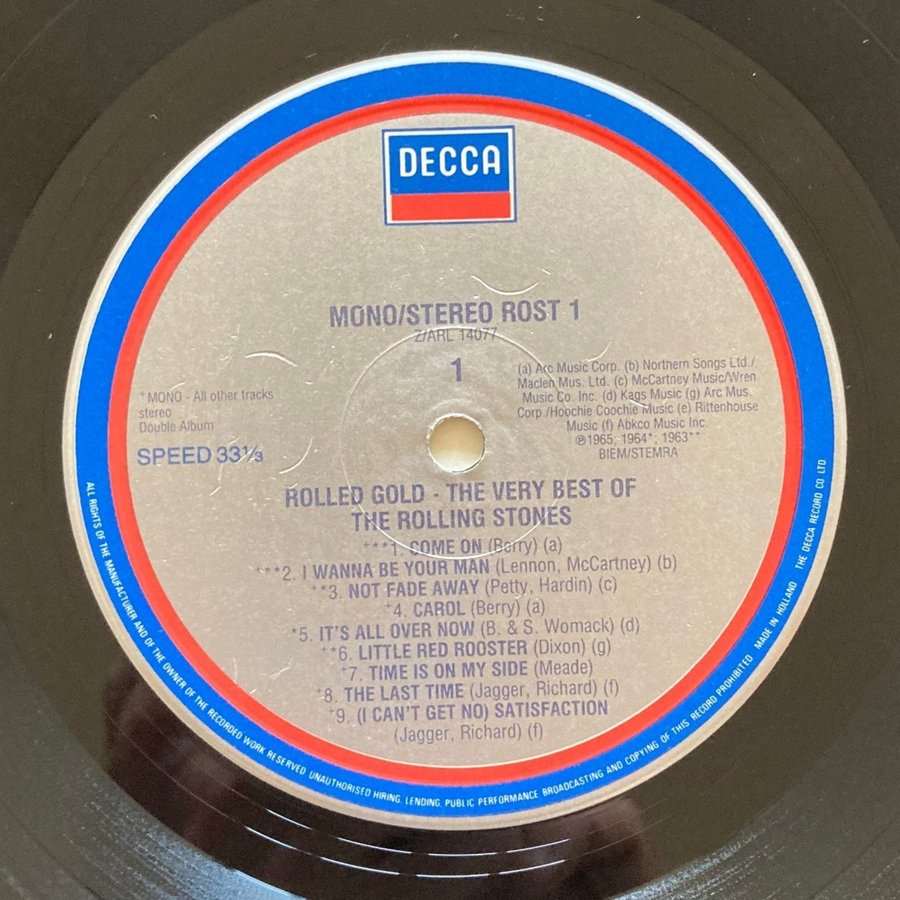 DECCA
MONO/STEREO ROST 1
Z/ARL 14077
1
+MONO - All other tracks
stereo
Double Album
SPEED 33⅓
(a) Arc Music Corp. (b) Northern Songs Ltd./
Maclen Mus. Ltd. (c) McCartney Music/Wren
Music Co. Inc. (d) Kags Music (g) Arc Mus.
Corp /Hoochie Coochie Music (e) Rittenhouse
Music (f) Abkco Music Inc.
℗1965, 1964*, 1963**
BIEM/STEMRA
ROLLED GOLD - THE VERY BEST OF
THE ROLLING STONES
+**1. COME ON (Berry) (a)
+**2. I WANNA BE YOUR MAN (Lennon, McCartney) (b)
+*3. NOT FADE AWAY (Petty, Hardin) (c)
+4. CAROL (Berry) (a)
*5. IT'S ALL OVER NOW (B. & S. Womack) (d)
+*6. LITTLE RED ROOSTER (Dixon) (g)
+7. TIME IS ON MY SIDE (Meade)
+8. THE LAST TIME (Jagger, Richard) (f)
+9. (I CAN'T GET NO) SATISFACTION
(Jagger, Richard) (f)
ALL RIGHTS OF THE MANUFACTURER AND OF THE OWNER OF THE RECORDED WORK RESERVED UNAUTHORISED HIRING. LENDING. PUBLIC PERFORMANCE BROADCASTING AND COPYING OF THIS RECORD PROHIBITED MADE IN HOLLAND THE DECCA RECORD CO LTD